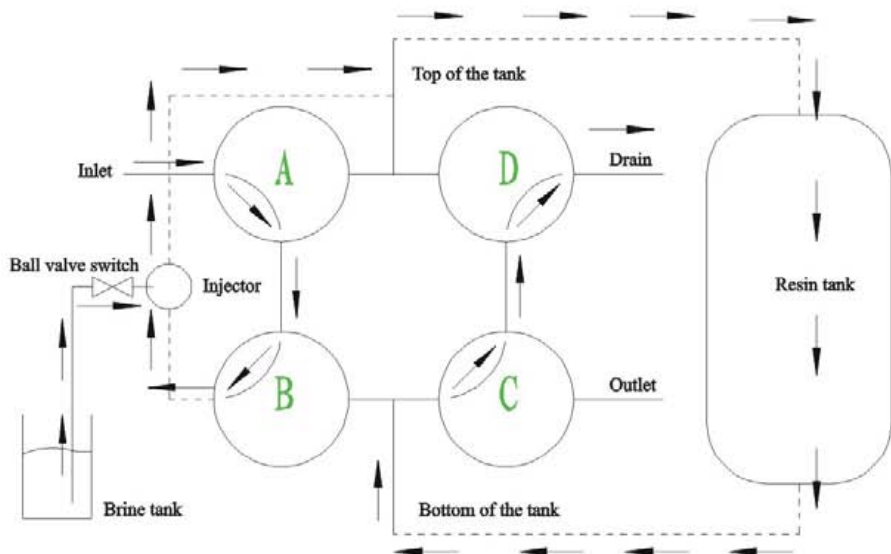 Top of the tank
Inlet
A
D
Drain
Ball valve switch
Injector
Resin tank
B
C
Outlet
Brine tank
Bottom of the tank